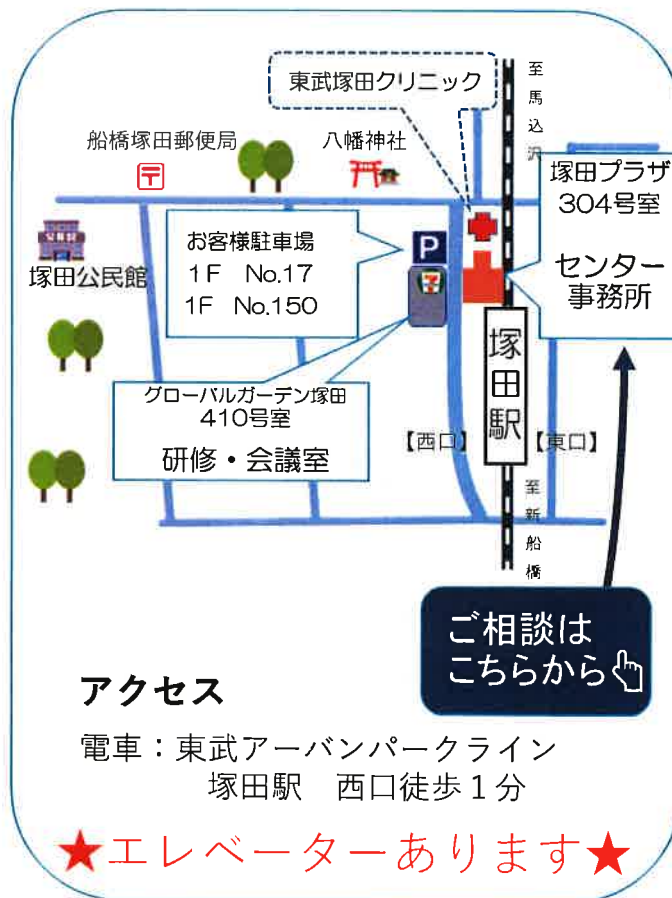 東武塚田クリニック
至馬込沢
船橋塚田郵便局
八幡神社
〒
塚田プラザ
304号室
センター
事務所
塚田公民館
お客様駐車場
1F No.17
1F No.150
P
7
グローバルガーデン塚田
410号室
研修・会議室
塚田駅
【西口】
【東口】
至新船橋
ご相談は
こちらから
アクセス
電車：東武アーバンパークライン
塚田駅 西口徒歩1分
★エレベーターあります★